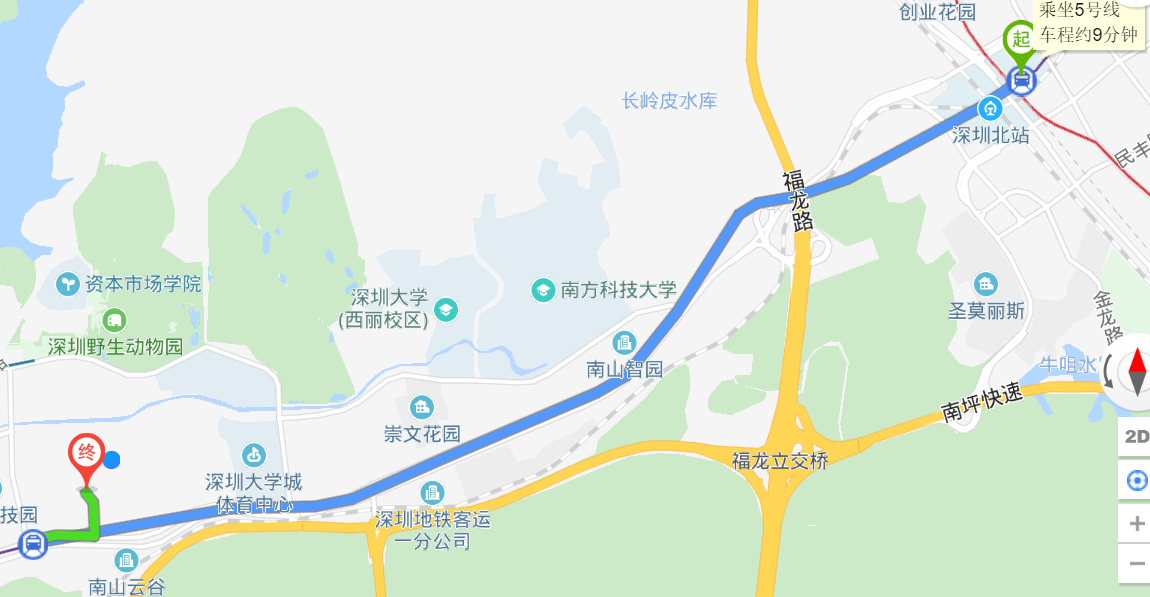 创业花园
乘坐5号线
车程约9分钟
起
长岭皮水库
深圳北站
民丰
福龙路
资本市场学院
深圳大学
(西丽校区)
南方科技大学
圣莫丽斯
金龙路
深圳野生动物园
南山智园
牛咀水
南坪快速
崇文花园
2D
终
福龙立交桥
深圳大学城
体育中心
技园
深圳地铁客运
一分公司
南山云谷